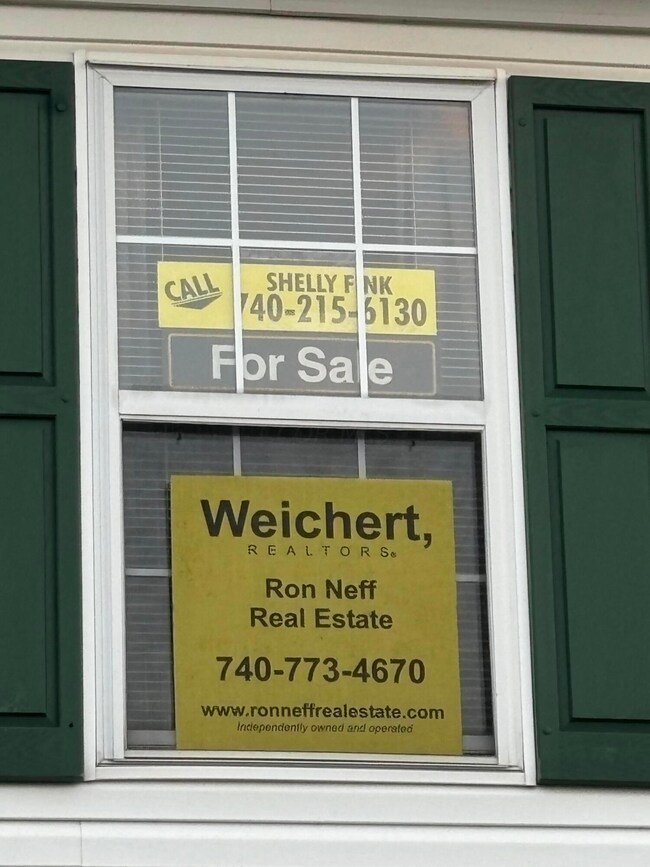 CALL
SHELLY F NK
740-215-6130
For Sale
Weichert,
REALTORS®
Ron Neff
Real Estate
740-773-4670
www.ronneffrealestate.com
Independently owned and operated